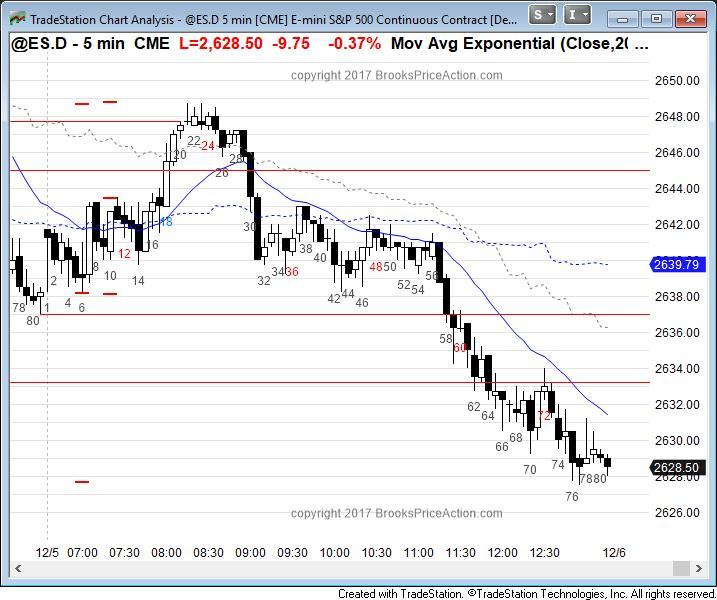 TradeStation Chart Analysis - @ES.D 5 min [CME] E-mini S&P 500 Continuous Contract [De...
S
I
@ES.D - 5 min CME L=2,628.50 -9.75 -0.37% Mov Avg Exponential (Close,20 ...
copyright 2017 BrooksPriceAction.com
2650.00
2648.00
2646.00
2644.00
2642.00
2639.79
2638.00
2636.00
2634.00
2632.00
2630.00
2628.50
2628.00
2626.00
20 22 24 26 28
78 80 1 2 4 6 8 10 12 14 16 18
30 32 34 36 38 40 42 44 46 48 50 52 54 56
58 60 62 64 66 68 70 72 74 76 78 80
copyright 2017 BrooksPriceAction.com
12/5 07:00 07:30 08:00 08:30 09:00 09:30 10:00 10:30 11:00 11:30 12:00 12:30 12/6
Created with TradeStation. ©TradeStation Technologies, Inc. All rights reserved.